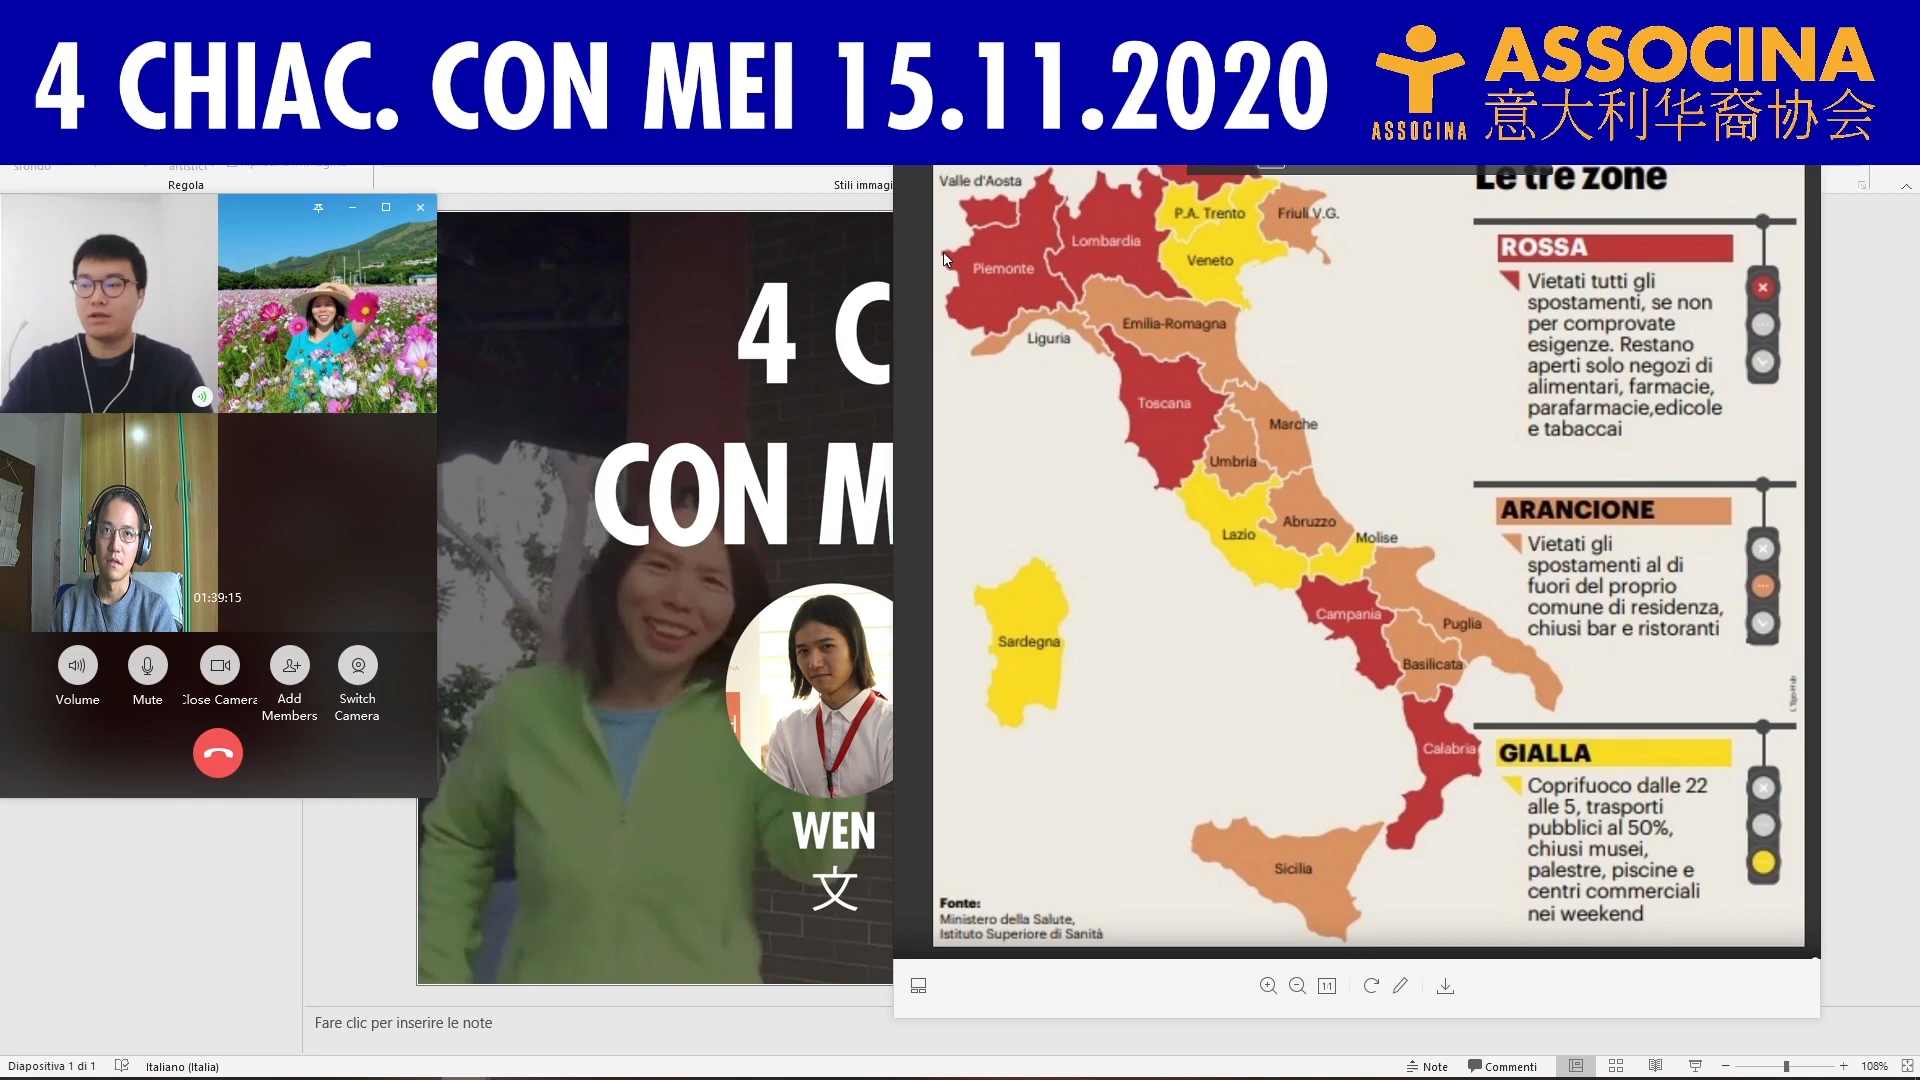 4 CHIAC. CON MEI 15.11.2020
ASSOCINA
ASSOCINA
意大利华裔协会
sfondo
artistici
Regola
Stili immagi
01:39:15
Volume
Mute
Close Camera
Add
Members
Switch
Camera
4 C
CON M
WEN
文
Le tre zone
Valle d'Aosta
P.A. Trento
Friuli V.G.
Lombardia
Veneto
Piemonte
Emilia-Romagna
Liguria
Toscana
Marche
Umbria
Abruzzo
Lazio
Molise
Campania
Puglia
Sardegna
Basilicata
Calabria
Sicilia
ROSSA
Vietati tutti gli
spostamenti, se non
per comprovate
esigenze. Restano
aperti solo negozi di
alimentari, farmacie,
parafarmacie,edicole
e tabaccai
ARANCIONE
Vietati gli
spostamenti al di
fuori del proprio
comune di residenza,
chiusi bar e ristoranti
GIALLA
Coprifuoco dalle 22
alle 5, trasporti
pubblici al 50%,
chiusi musei,
palestre, piscine e
centri commerciali
nei weekend
L'Ego-Hub
Fonte:
Ministero della Salute,
Istituto Superiore di Sanità
1:1
Fare clic per inserire le note
Diapositiva 1 di 1
Italiano (Italia)
Note
Commenti
108%